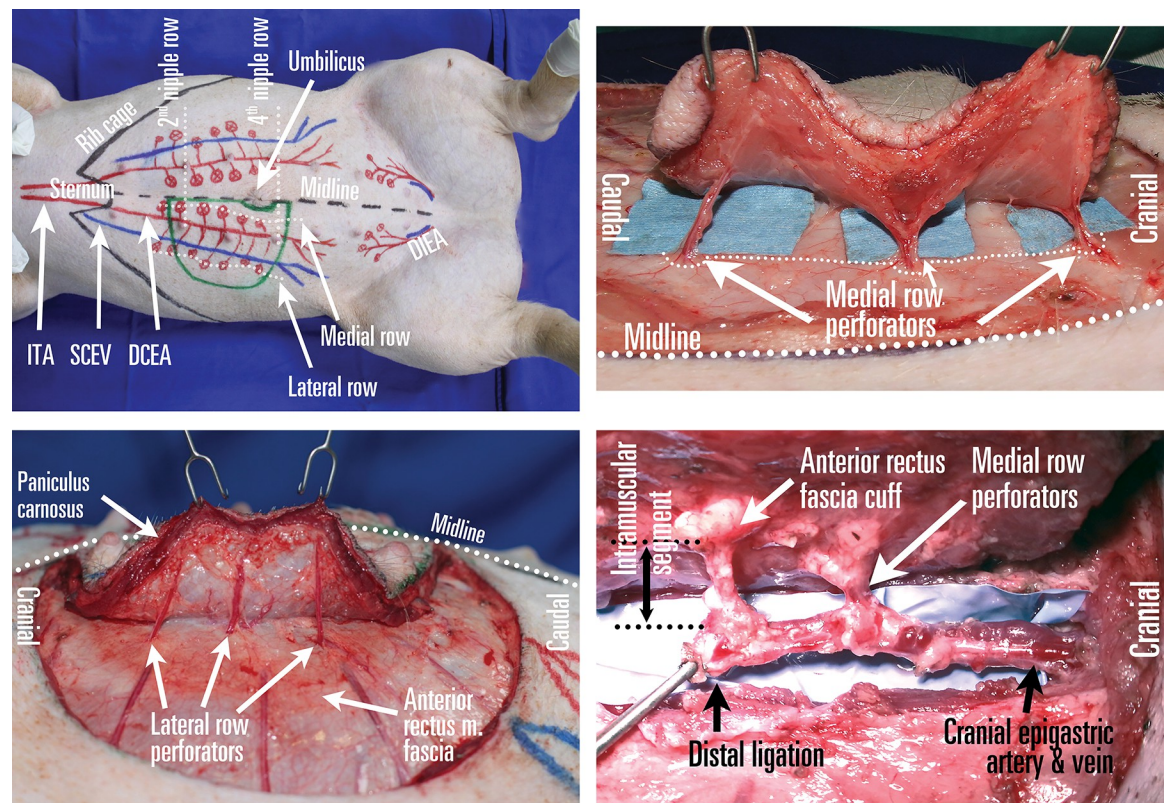 2nd nipple row
4th nipple row
Umbilicus
Rib cage
Sternum
Midline
DIEA
ITA
SCEV
DCEA
Medial row
Lateral row
Caudal
Cranial
Medial row
perforators
Midline
Paniculus
carnosus
Midline
Cranial
Caudal
Lateral row
perforators
Anterior
rectus m.
fascia
Intramuscular
segment
Anterior rectus
fascia cuff
Medial row
perforators
Cranial
Distal ligation
Cranial epigastric
artery & vein